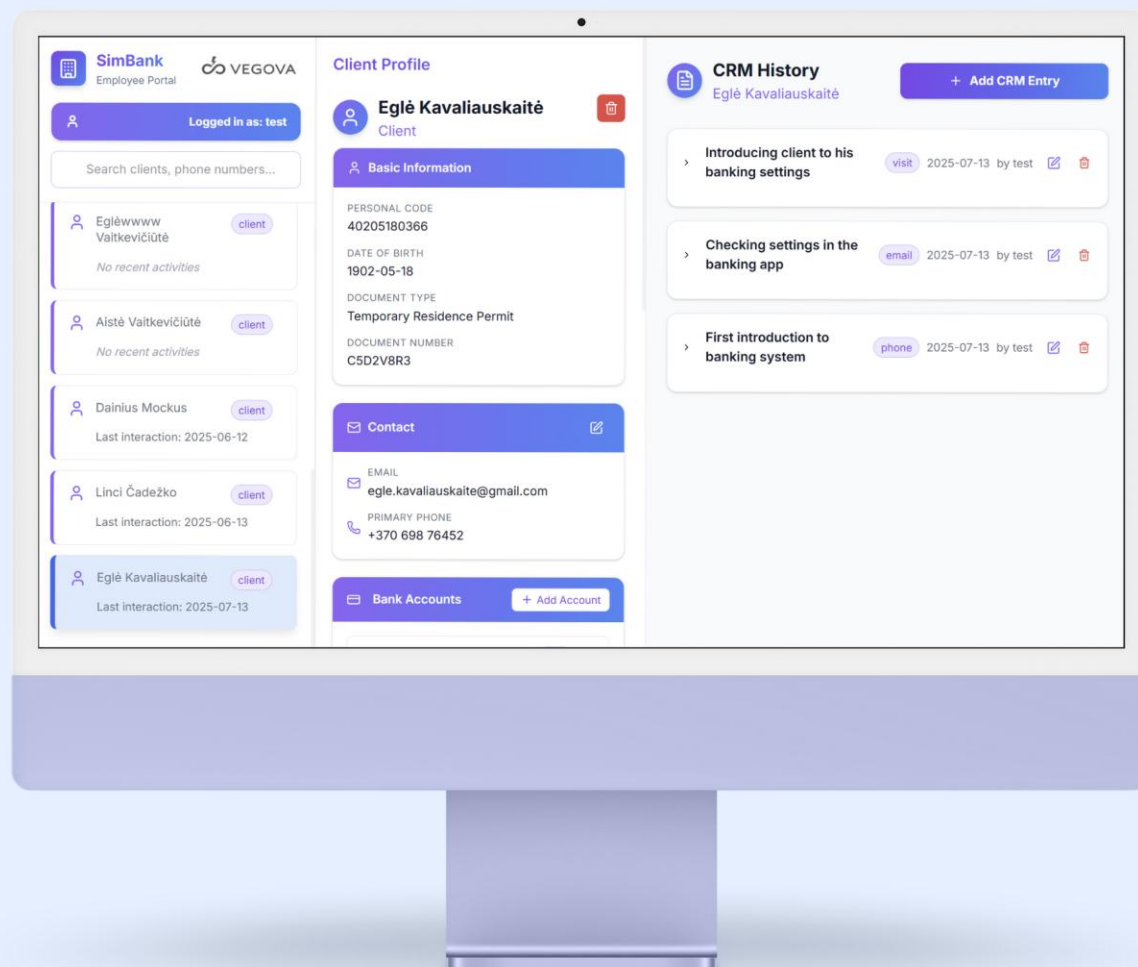 SimBank
Employee Portal
VEGOVA
Logged in as: test
Search clients, phone numbers...
Eglėwwww
Vaitkevičiūtė
client
No recent activities
Aistė Vaitkevičiūtė
client
No recent activities
Dainius Mockus
client
Last interaction: 2025-06-12
Linci Čadežko
client
Last interaction: 2025-06-13
Eglė Kavaliauskaitė
client
Last interaction: 2025-07-13
Client Profile
Eglė Kavaliauskaitė
Client
Basic Information
PERSONAL CODE
40205180366
DATE OF BIRTH
1902-05-18
DOCUMENT TYPE
Temporary Residence Permit
DOCUMENT NUMBER
C5D2V8R3
Contact
EMAIL
egle.kavaliauskaite@gmail.com
PRIMARY PHONE
+370 698 76452
Bank Accounts
+ Add Account
CRM History
Eglė Kavaliauskaitė
+ Add CRM Entry
Introducing client to his
banking settings
visit 2025-07-13 by test
Checking settings in the
banking app
email 2025-07-13 by test
First introduction to
banking system
phone 2025-07-13 by test